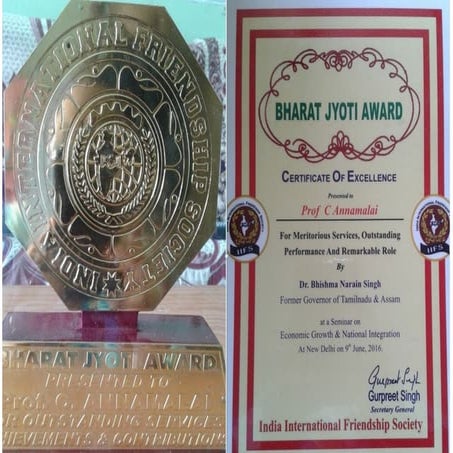 INDIA INTERNATIONAL FRIENDSHIP SOCIETY
BHARAT JYOTI AWARD
PRESENTED TO
Prof. C. ANNAMALAI
OR OUTSTANDING SERVICES
HIEVEMENTS & CONTRIBUTIONS
BHARAT JYOTI AWARD
CERTIFICATE OF EXCELLENCE
Presented to
Prof C Annamalai
For Meritorious Services, Outstanding
Performance And Remarkable Role
By
Dr. Bhishma Narain Singh
Former Governor of Tamilnadu & Assam
at a Seminar on
Economic Growth & National Integration
At New Delhi on 9th June, 2016.
IIFS
IIFS
Gurpreet Singh
Gurpreet Singh
Secretary General
India International Friendship Society